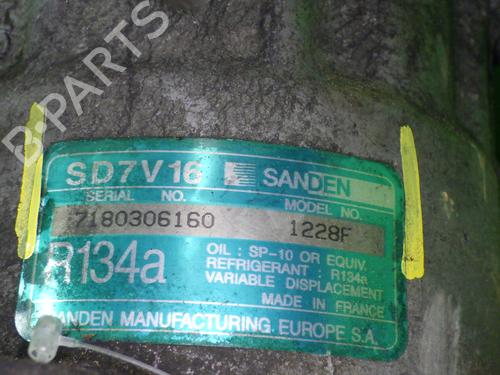 B-PARTS
SD7V16 SANDEN
SERIAL NO. MODEL NO.
7180306160 1228F
R134a
OIL : SP-10 OR EQUIV.
REFRIGERANT : R134a
VARIABLE DISPLACEMENT
MADE IN FRANCE
SANDEN MANUFACTURING EUROPE S.A.